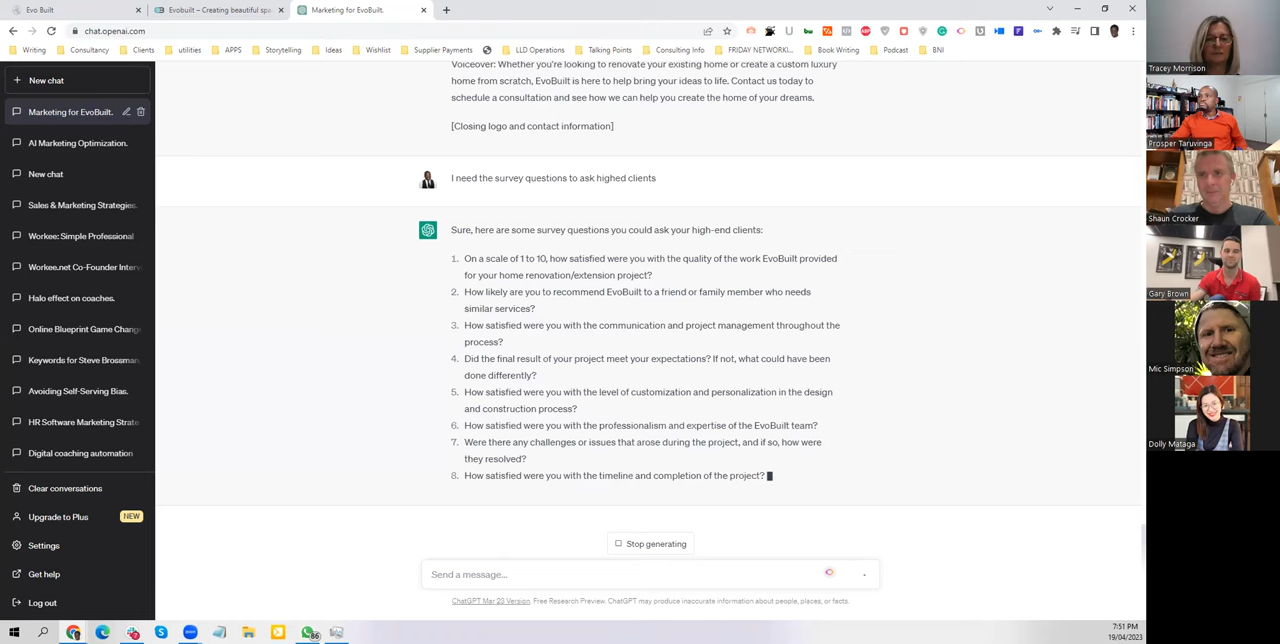 Evo Built
Evobuilt – Creating beautiful spa
Marketing for EvoBuilt.
chat.openai.com
Writing
Consultancy
Clients
utilities
APPS
Storytelling
Ideas
Wishlist
Supplier Payments
LLD Operations
Talking Points
Consulting Info
FRIDAY NETWORKI...
Book Writing
Podcast
BNI
New chat
Marketing for EvoBuilt.
AI Marketing Optimization.
New chat
Sales & Marketing Strategies.
Workee: Simple Professional
Workee.net Co-Founder Interv
Halo effect on coaches.
Online Blueprint Game Chang
Keywords for Steve Brossman.
Avoiding Self-Serving Bias.
HR Software Marketing Strate
Digital coaching automation
Clear conversations
Upgrade to Plus
NEW
Settings
Get help
Log out
Voiceover: Whether you're looking to renovate your existing home or create a custom luxury
home from scratch, EvoBuilt is here to help bring your ideas to life. Contact us today to
schedule a consultation and see how we can help you create the home of your dreams.
[Closing logo and contact information]
I need the survey questions to ask highed clients
Sure, here are some survey questions you could ask your high-end clients:
1. On a scale of 1 to 10, how satisfied were you with the quality of the work EvoBuilt provided
for your home renovation/extension project?
2. How likely are you to recommend EvoBuilt to a friend or family member who needs
similar services?
3. How satisfied were you with the communication and project management throughout the
process?
4. Did the final result of your project meet your expectations? If not, what could have been
done differently?
5. How satisfied were you with the level of customization and personalization in the design
and construction process?
6. How satisfied were you with the professionalism and expertise of the EvoBuilt team?
7. Were there any challenges or issues that arose during the project, and if so, how were
they resolved?
8. How satisfied were you with the timeline and completion of the project?
Stop generating
Send a message...
ChatGPT Mar 23 Version. Free Research Preview. ChatGPT may produce inaccurate information about people, places, or facts.
86
7:51 PM
19/04/2023
Tracey Morrison
Prosper Taruvinga
Shaun Crocker
Gary Brown
Mic Simpson
Dolly Mataga